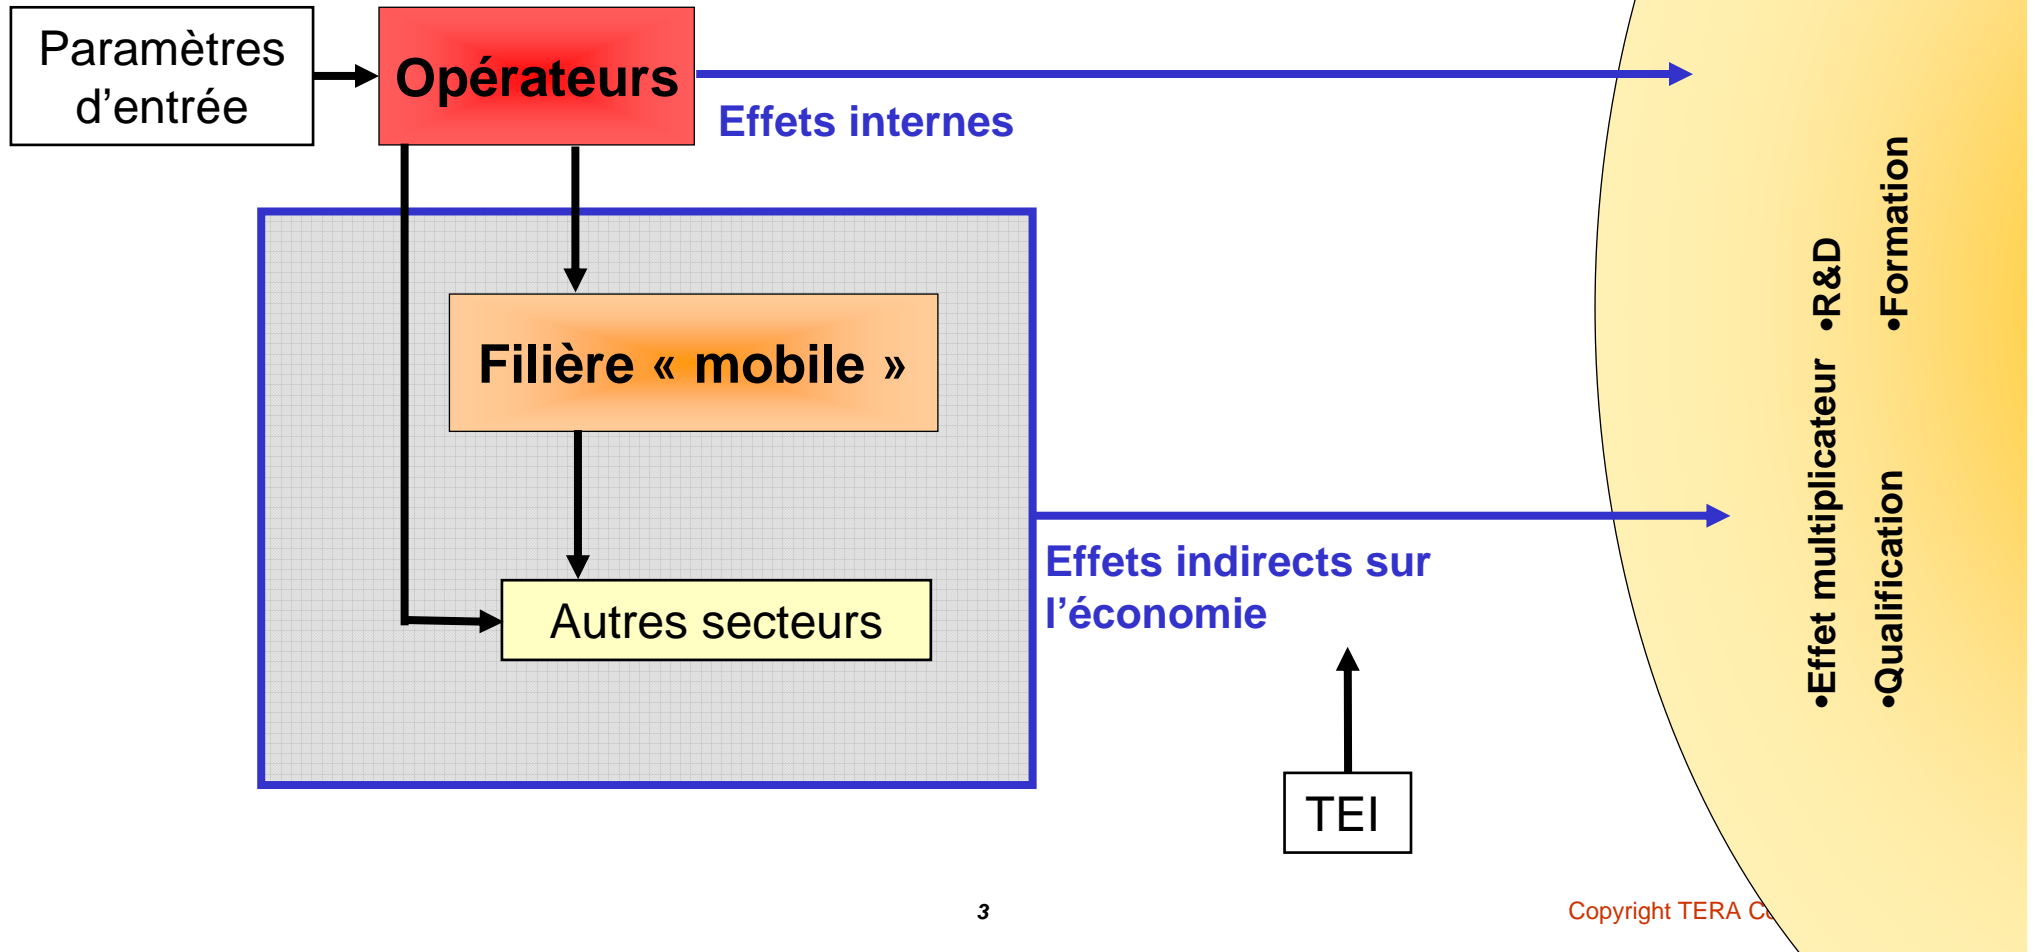 Paramètres
d'entrée
Opérateurs
Effets internes
Filière « mobile »
Autres secteurs
Effets indirects sur
l'économie
TEI
•Effet multiplicateur •R&D
•Qualification •Formation
3
Copyright TERA